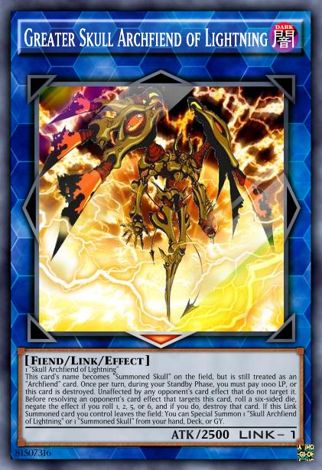 GREATER SKULL ARCHFIEND OF LIGHTNING
DARK
闇
[FIEND/LINK/EFFECT]
1 "Skull Archfiend of Lightning"
This card's name becomes "Summoned Skull" on the field, but is still treated as an
"Archfiend" card. Once per turn, during your Standby Phase, you must pay 500 LP, or
this card is destroyed. Unaffected by any opponent's card effect that do not target it.
Before resolving an opponent's card effect that targets this card, roll a six-sided die,
negate the effect if you roll 1, 2, 5, or 6, and if you do, destroy that card. If this Link
Summoned card you control leaves the field: You can Special Summon 1 "Skull Archfiend
of Lightning" or 1 "Summoned Skull" from your hand, Deck, or GY.
ATK/2500 LINK-1
81507316